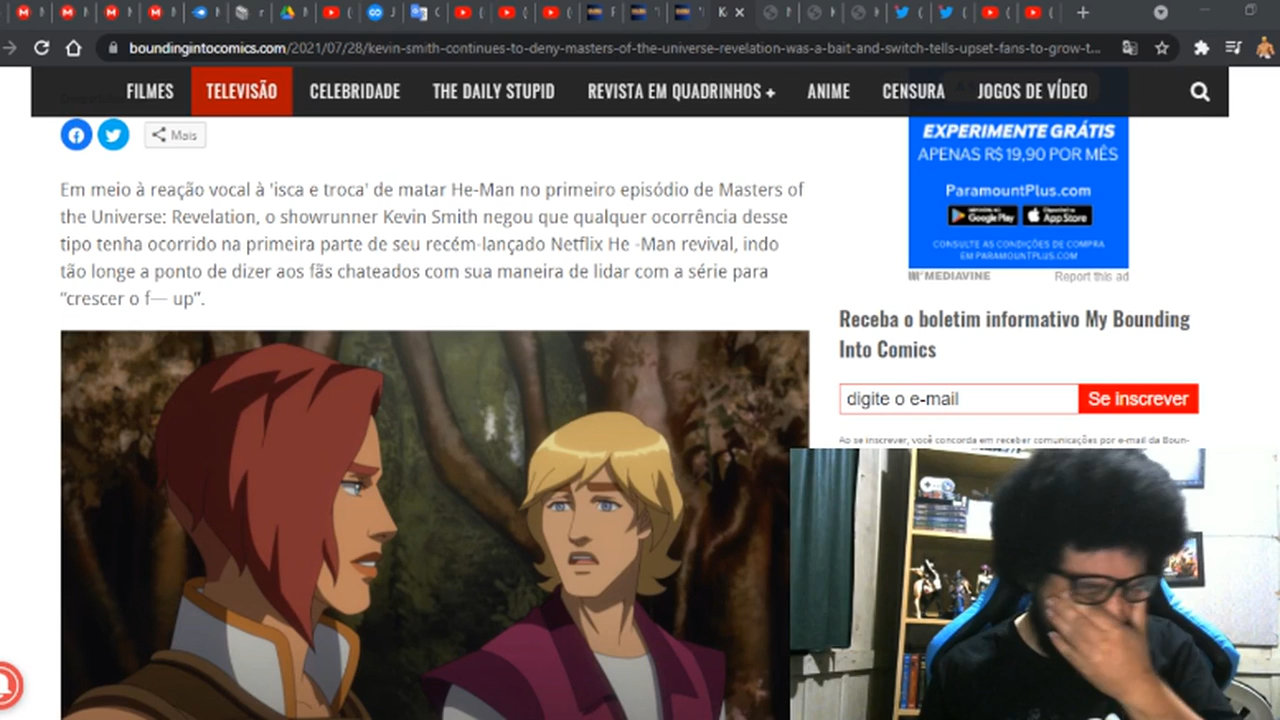 boundingintocomics.com/2021/07/28/kevin-smith-continues-to-deny-masters-of-the-universe-revelation-was-a-bait-and-switch-tells-upset-fans-to-grow-t...
FILMES TELEVISÃO CELEBRIDADE THE DAILY STUPID REVISTA EM QUADRINHOS + ANIME CENSURA JOGOS DE VÍDEO
Mais
Em meio à reação vocal à 'isca e troca' de matar He-Man no primeiro episódio de Masters of
the Universe: Revelation, o showrunner Kevin Smith negou que qualquer ocorrência desse
tipo tenha ocorrido na primeira parte de seu recém-lançado Netflix He -Man revival, indo
tão longe a ponto de dizer aos fãs chateados com sua maneira de lidar com a série para
“crescer o f— up”.
EXPERIMENTE GRÁTIS
APENAS R$ 19,90 POR MÊS
ParamountPlus.com
Google Play
App Store
CONSULTE AS CONDIÇÕES DE COMPRA
EM PARAMOUNTPLUS.COM
MEDIAVINE
Report this ad
Receba o boletim informativo My Bounding
Into Comics
digite o e-mail
Se inscrever
Ao se inscrever, você concorda em receber comunicações por e-mail da Boun-